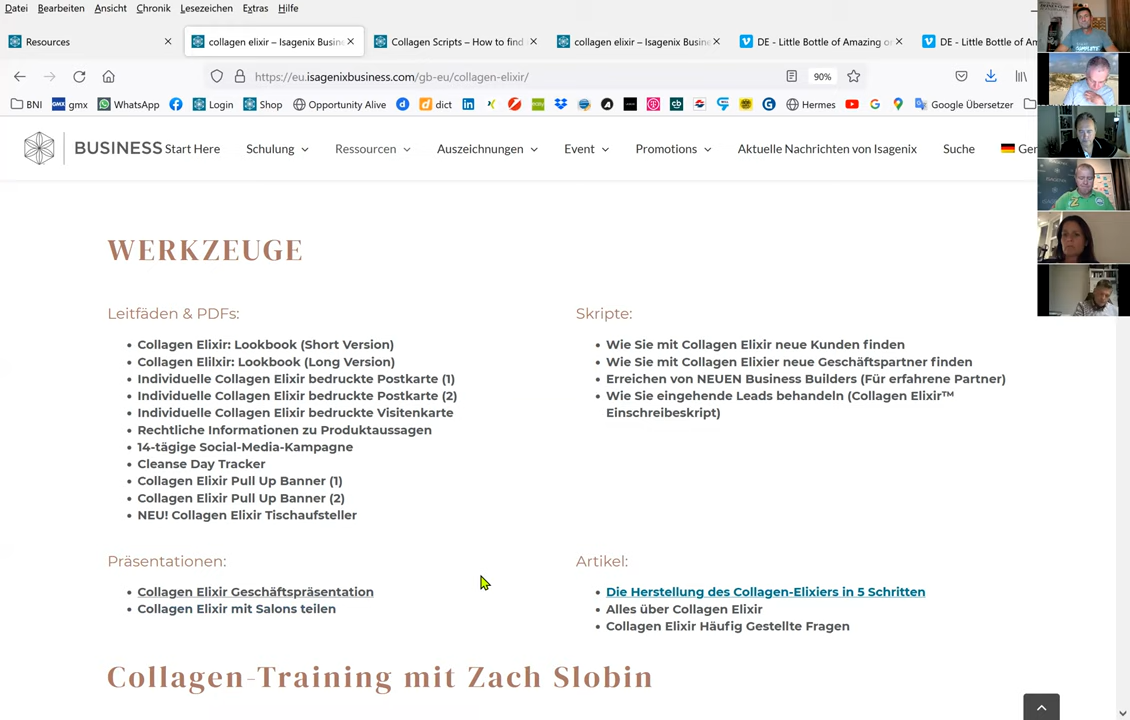 Datei Bearbeiten Ansicht Chronik Lesezeichen Extras Hilfe
Resources
collagen elixir – Isagenix Busin
Collagen Scripts – How to find
collagen elixir – Isagenix Busin
DE - Little Bottle of Amazing o
DE - Little Bottle of Am
https://eu.isagenixbusiness.com/gb-eu/collagen-elixir/
90%
BNI gmx WhatsApp Login Shop Opportunity Alive dict Hermes Google Übersetzer
BUSINESS Start Here Schulung Ressourcen Auszeichnungen Event Promotions Aktuelle Nachrichten von Isagenix Suche Ger
WERKZEUGE
Leitfäden & PDFs:
Collagen Elixir: Lookbook (Short Version)
Collagen Elilxir: Lookbook (Long Version)
Individuelle Collagen Elixir bedruckte Postkarte (1)
Individuelle Collagen Elixir bedruckte Postkarte (2)
Individuelle Collagen Elixir bedruckte Visitenkarte
Rechtliche Informationen zu Produktaussagen
14-tägige Social-Media-Kampagne
Cleanse Day Tracker
Collagen Elixir Pull Up Banner (1)
Collagen Elixir Pull Up Banner (2)
NEU! Collagen Elixir Tischaufsteller
Skripte:
Wie Sie mit Collagen Elixir neue Kunden finden
Wie Sie mit Collagen Elixier neue Geschäftspartner finden
Erreichen von NEUEN Business Builders (Für erfahrene Partner)
Wie Sie eingehende Leads behandeln (Collagen Elixir™
Einschreibeskript)
Präsentationen:
Collagen Elixir Geschäftspräsentation
Collagen Elixir mit Salons teilen
Artikel:
Die Herstellung des Collagen-Elixiers in 5 Schritten
Alles über Collagen Elixir
Collagen Elixir Häufig Gestellte Fragen
Collagen-Training mit Zach Slobin